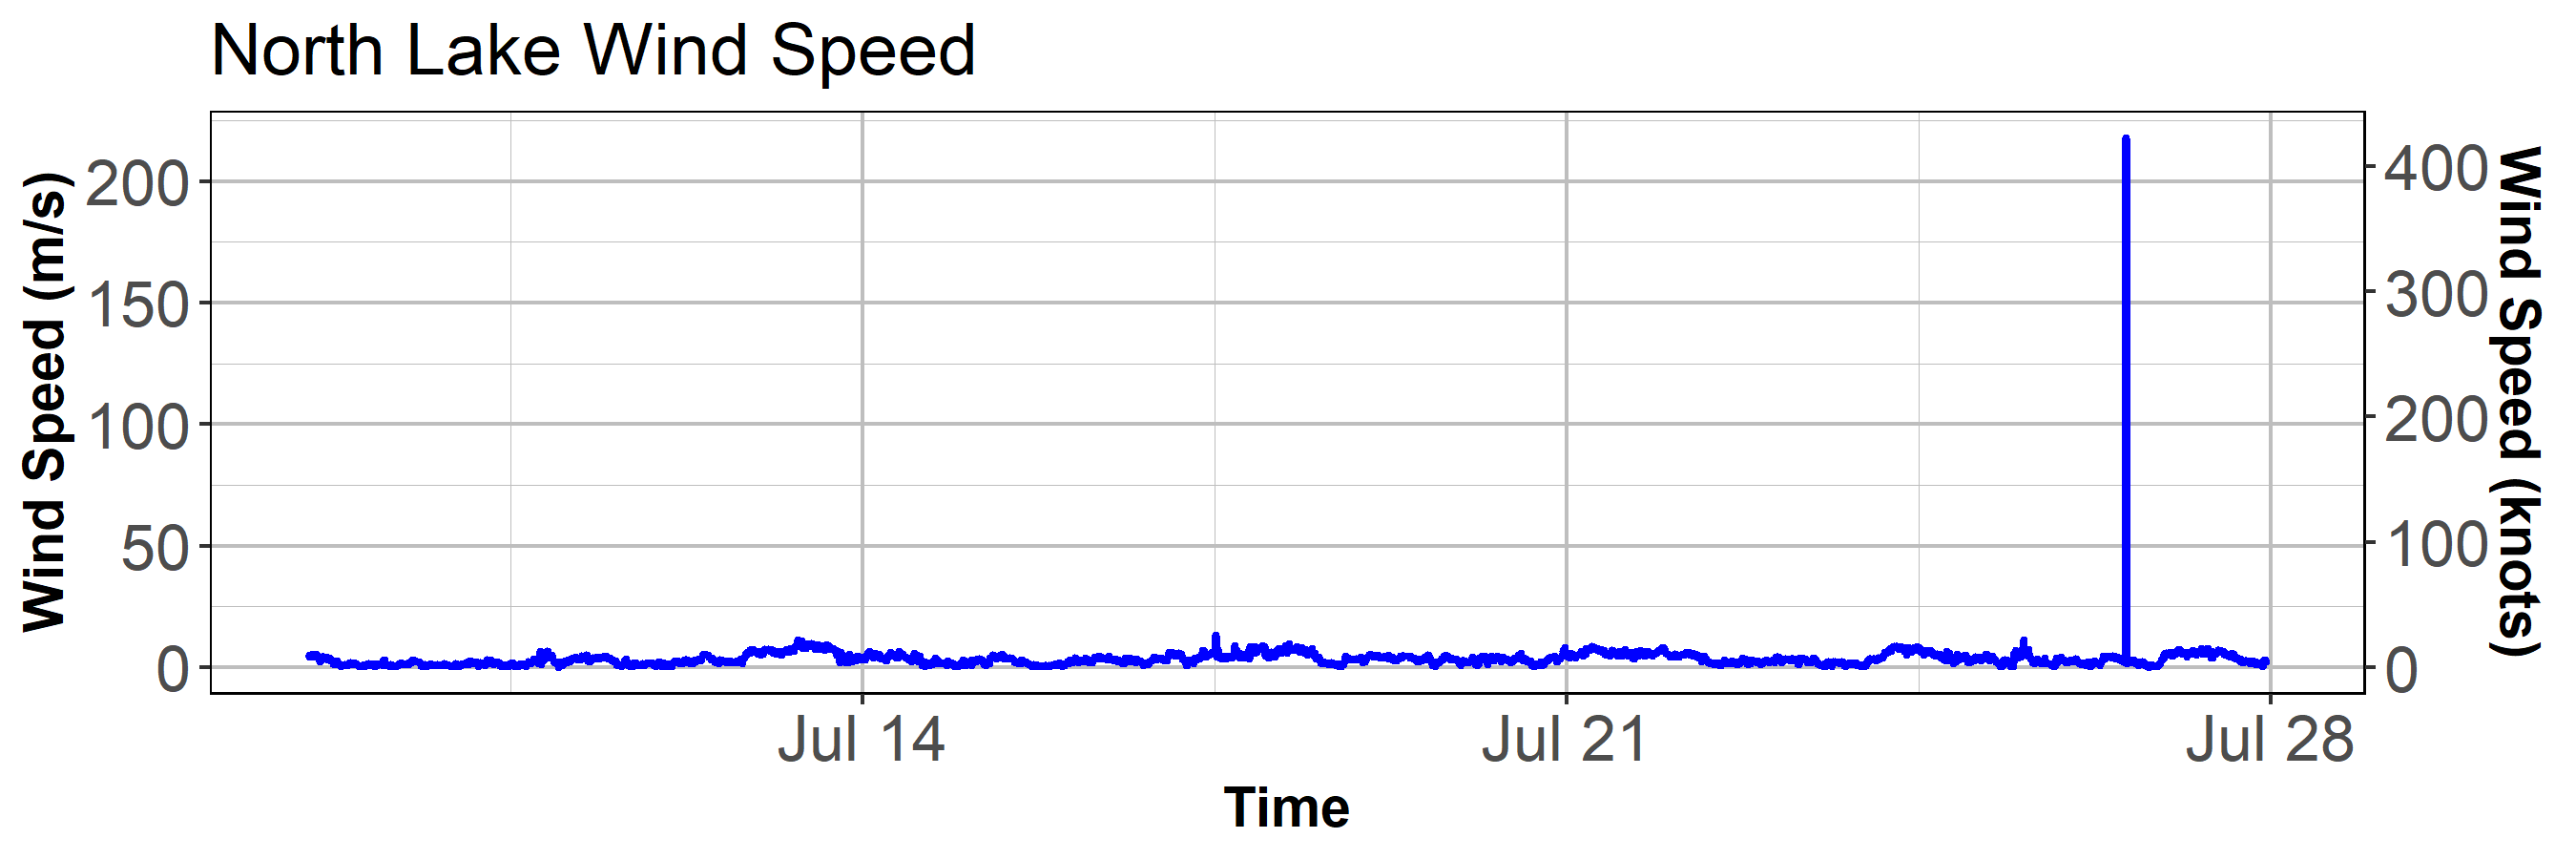 North Lake Wind Speed
Wind Speed (m/s)
200
150
100
50
0
400
300
200
100
0
Wind Speed (knots)
Jul 14
Jul 21
Jul 28
Time